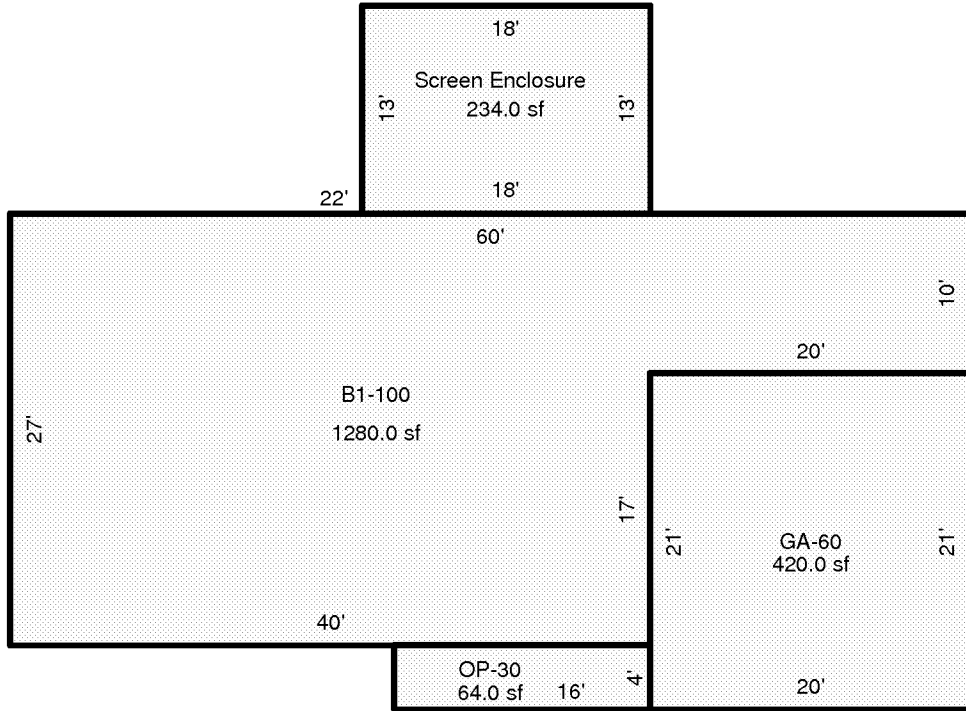 18'
Screen Enclosure
13'
234.0 sf
13'
18'
22'
60'
10'
20'
B1-100
27'
1280.0 sf
17'
21'
GA-60
420.0 sf
21'
40'
OP-30
64.0 sf
16'
4'
20'